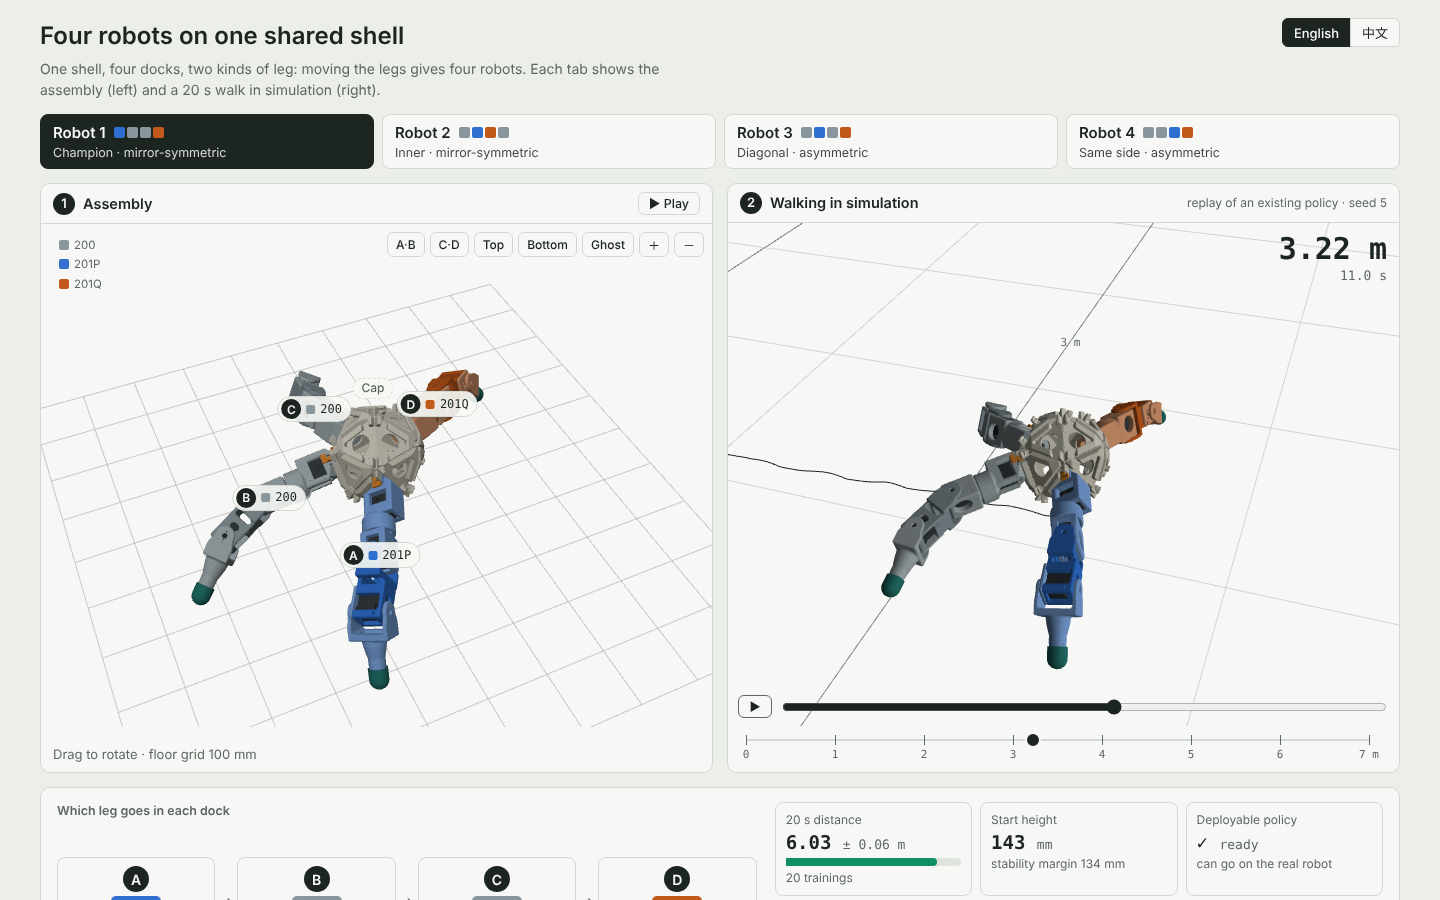 Four robots on one shared shell
English 中文
One shell, four docks, two kinds of leg: moving the legs gives four robots. Each tab shows the
assembly (left) and a 20 s walk in simulation (right).
Robot 1
Champion · mirror-symmetric
Robot 2
Inner · mirror-symmetric
Robot 3
Diagonal · asymmetric
Robot 4
Same side · asymmetric
1 Assembly
▶ Play
200
201P
201Q
A·B C·D Top Bottom Ghost + −
Cap
C 200
D 201Q
B 200
A 201P
Drag to rotate · floor grid 100 mm
2 Walking in simulation
replay of an existing policy · seed 5
3.22 m
11.0 s
3 m
0 1 2 3 4 5 6 7 m
Which leg goes in each dock
A B C D
20 s distance
6.03 ± 0.06 m
20 trainings
Start height
143 mm
stability margin 134 mm
Deployable policy
✓ ready
can go on the real robot